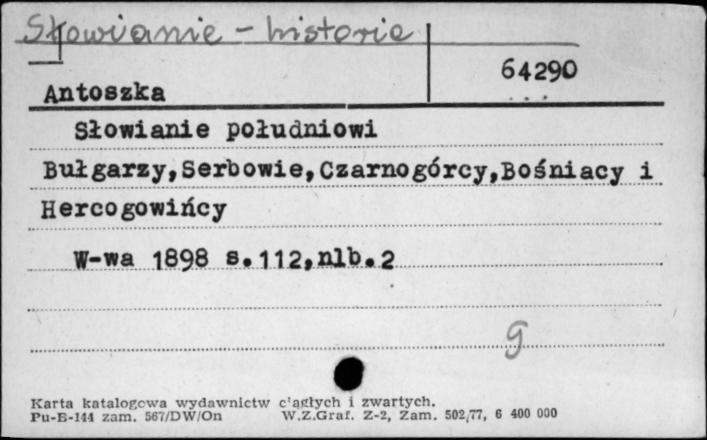 Słowianie - historia
64290
Antoszka
Słowianie południowi
Bułgarzy,Serbowie,Czarnogórcy,Bośniacy i
Hercogowińcy
W-wa 1898 s.112,nlb.2
g
Karta katalogowa wydawnictw ciągłych i zwartych.
Pu-B-144 zam. 567/DW/On W.Z.Graf. Z-2, Zam. 502/77, 6 400 000